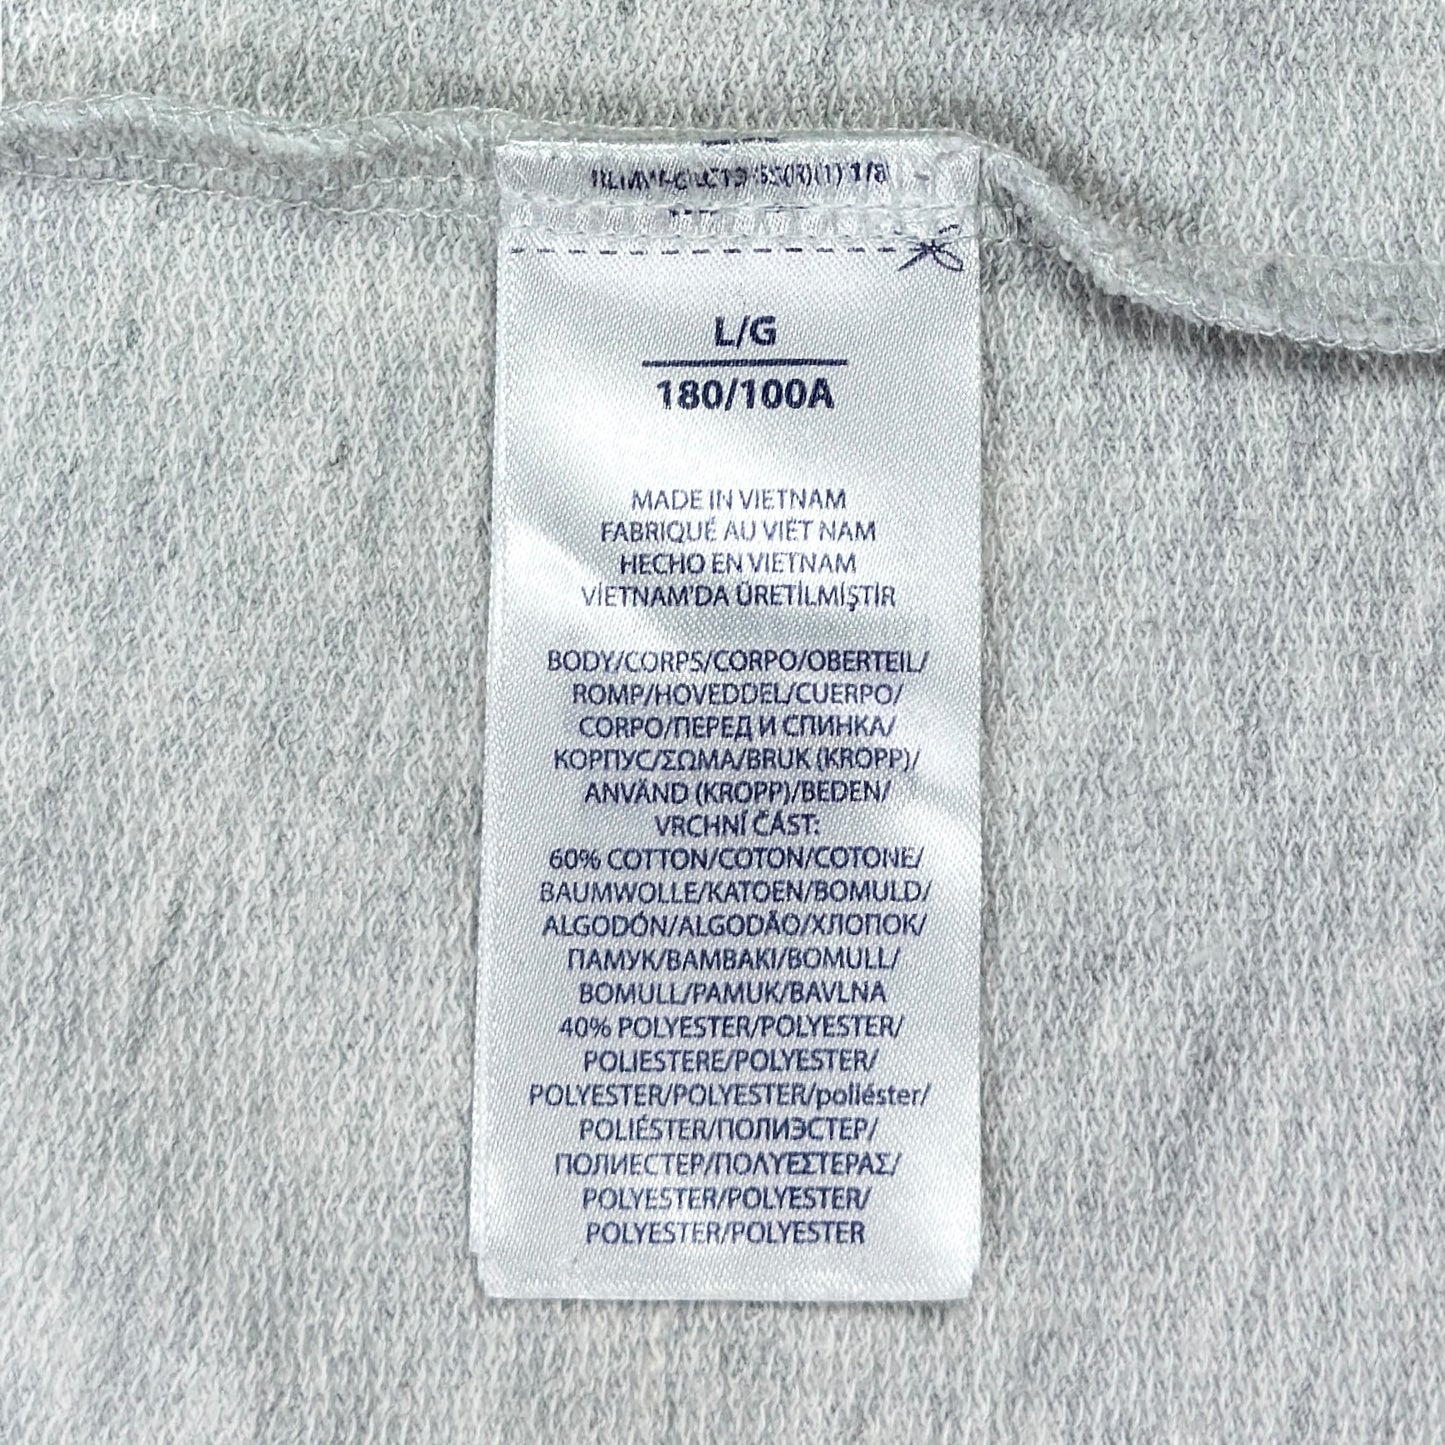 1/8
L/G
180/100A
MADE IN VIETNAM
FABRIQUÉ AU VIÊT NAM
HECHO EN VIETNAM
VİETNAM'DA ÜRETİLMİŞTİR
BODY/CORPS/CORPO/OBERTEIL/
ROMP/HOVEDDEL/CUERPO/
CORPO/ПЕРЕД И СПИНКА/
КОРПУС/ΣΩΜΑ/BRUK (KROPP)/
ANVÄND (KROPP)/BEDEN/
VRCHNÍ ČÁST:
60% COTTON/COTON/COTONE/
BAUMWOLLE/KATOEN/BOMULD/
ALGODÓN/ALGODÃO/ХЛОПОК/
ПАМУК/ΒΑΜΒΑΚΙ/BOMULL/
BOMULL/PAMUK/BAVLNA
40% POLYESTER/POLYESTER/
POLIESTERE/POLYESTER/
POLYESTER/POLYESTER/poliéster/
POLIÉSTER/ПОЛИЭСТЕР/
ПОЛИЕСТЕР/ΠΟΛΥΕΣΤΕΡΑΣ/
POLYESTER/POLYESTER/
POLYESTER/POLYESTER